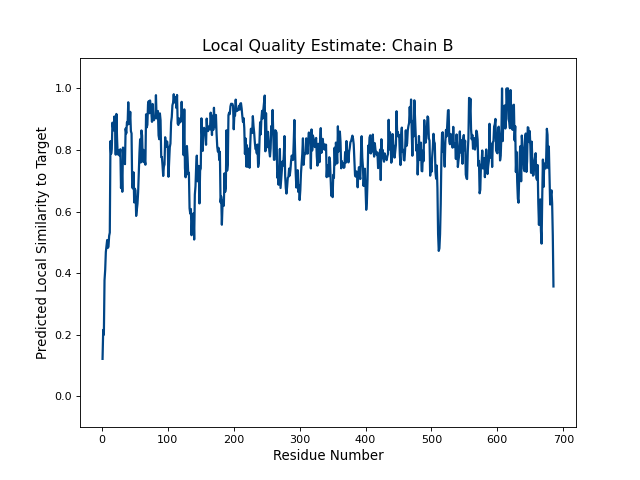 Local Quality Estimate: Chain B
Predicted Local Similarity to Target
1.0
0.8
0.6
0.4
0.2
0.0
0 100 200 300 400 500 600 700
Residue Number